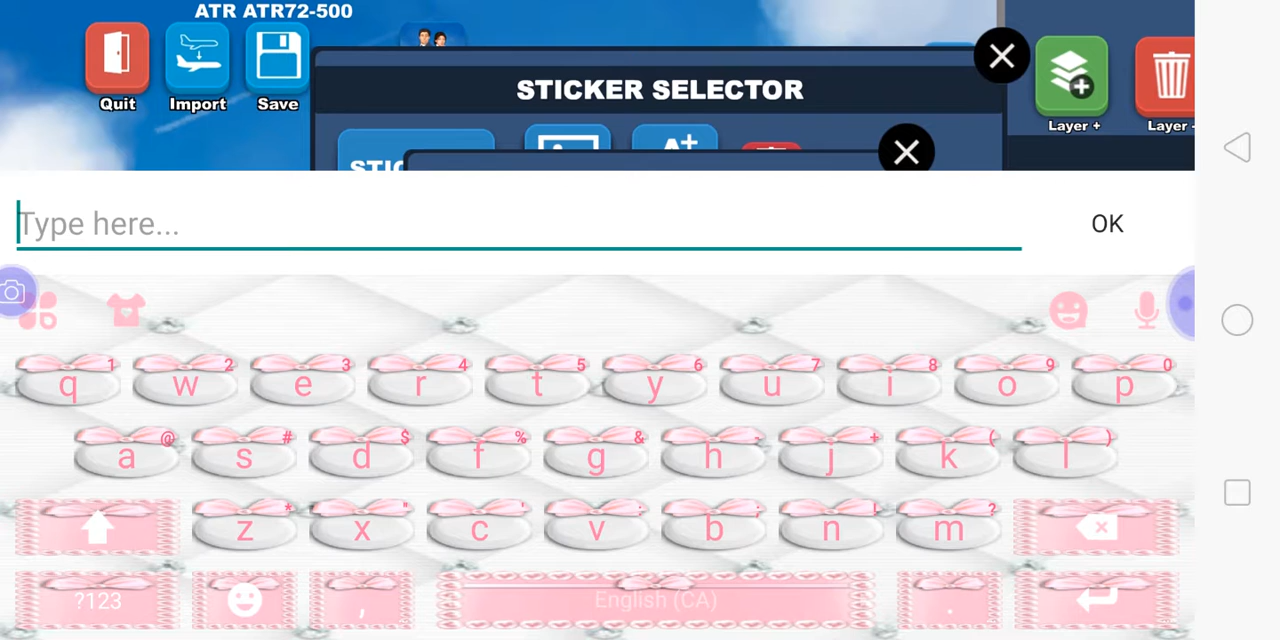 ATR ATR72-500
Quit
Import
Save
STICKER SELECTOR
Layer +
Layer -
STIC
A+
Type here...
OK
q 1 w 2 e 3 r 4 t 5 y 6 u 7 i 8 o 9 p 0
a @ s # d $ f % g & h - j + k ( l )
z * x " c ' v : b ; n ! m ?
?123 , English (CA) .